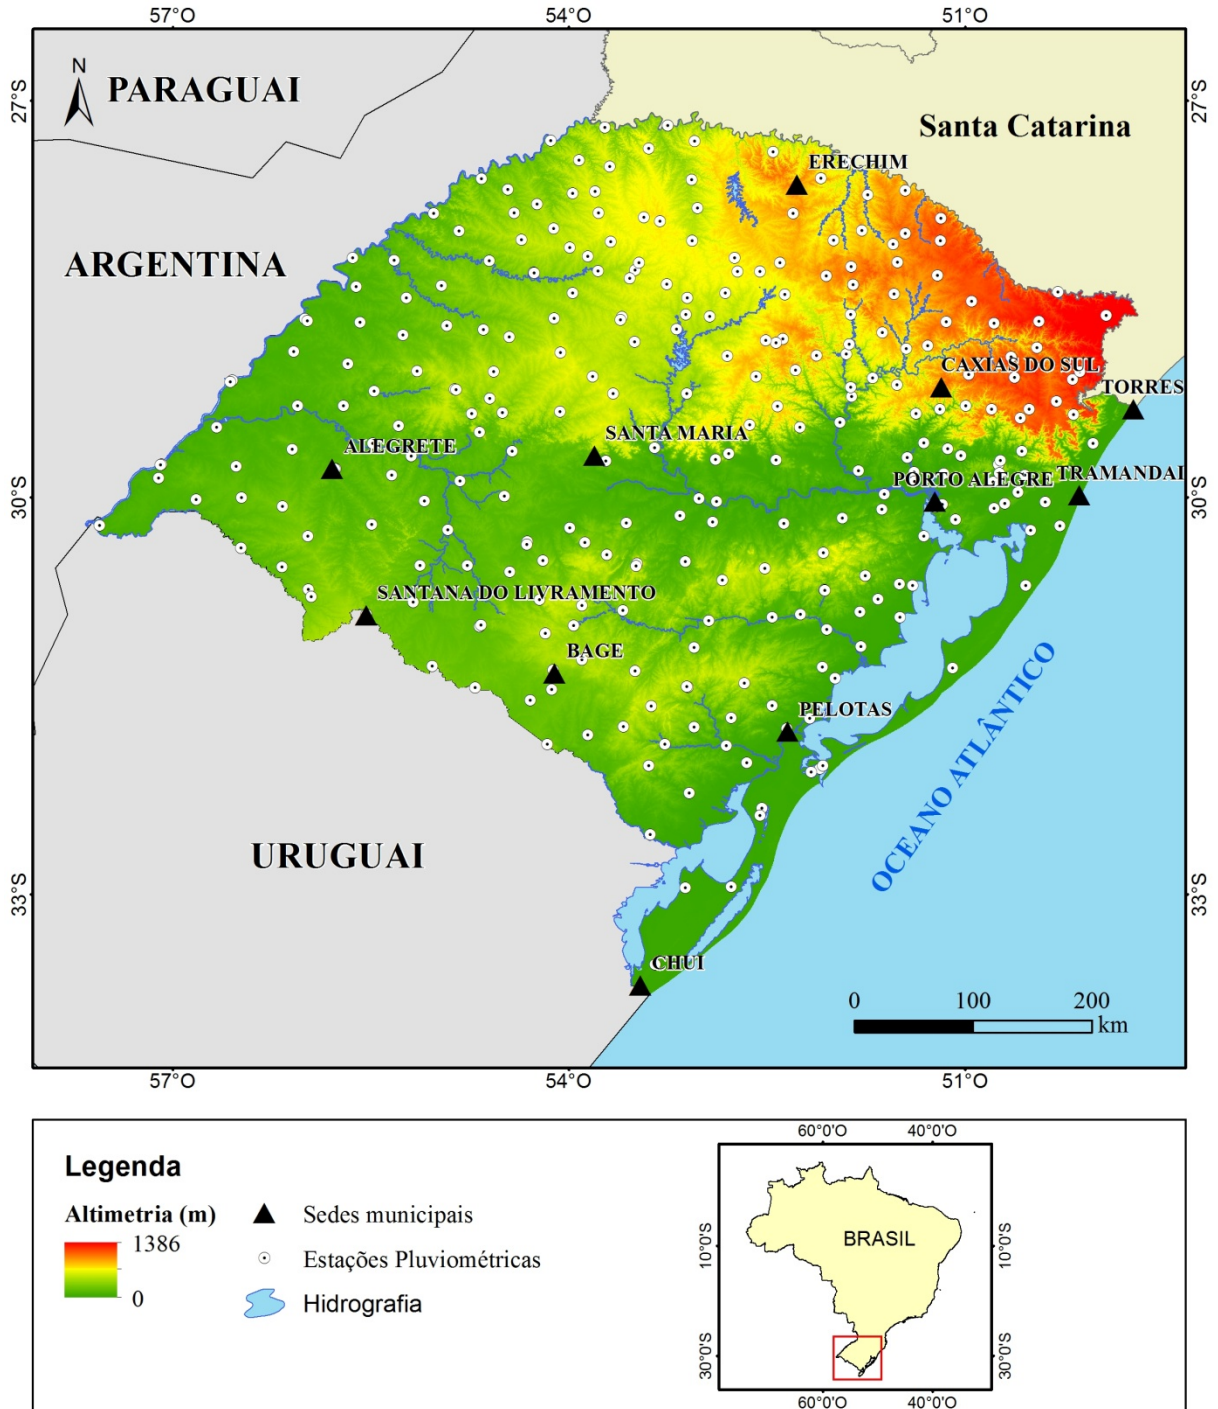 57°O 54°O 51°O
N
PARAGUAI
27°S 27°S
Santa Catarina
ERECHIM
ARGENTINA
CAXIAS DO SUL
TORRES
SANTA MARIA
ALEGRETE
PORTO ALEGRE TRAMANDAI
30°S 30°S
SANTANA DO LIVRAMENTO
BAGE
PELOTAS
OCEANO ATLÂNTICO
URUGUAI
33°S 33°S
CHUI
0 100 200
km
57°O 54°O 51°O
Legenda
Altimetria (m)
1386
0
Sedes municipais
Estações Pluviométricas
Hidrografia
60°0'O 40°0'O
BRASIL
10°0'S 10°0'S
30°0'S 30°0'S
60°0'O 40°0'O